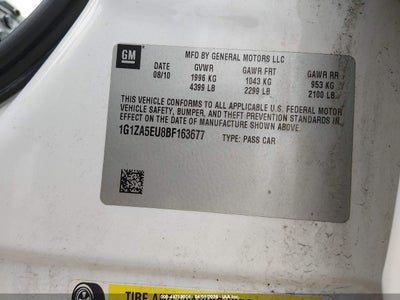 GM
MFD BY GENERAL MOTORS LLC
DATE GVWR GAWR FRT GAWR RR
08/10 1996 KG 1043 KG 953 KG
4399 LB 2299 LB 2100 LB
THIS VEHICLE CONFORMS TO ALL APPLICABLE U.S. FEDERAL MOTOR
VEHICLE SAFETY, BUMPER, AND THEFT PREVENTION STANDARDS IN
EFFECT ON THE DATE OF MANUFACTURE SHOWN ABOVE
1G1ZA5EU8BF163677
TYPE: PASS CAR
TIRE